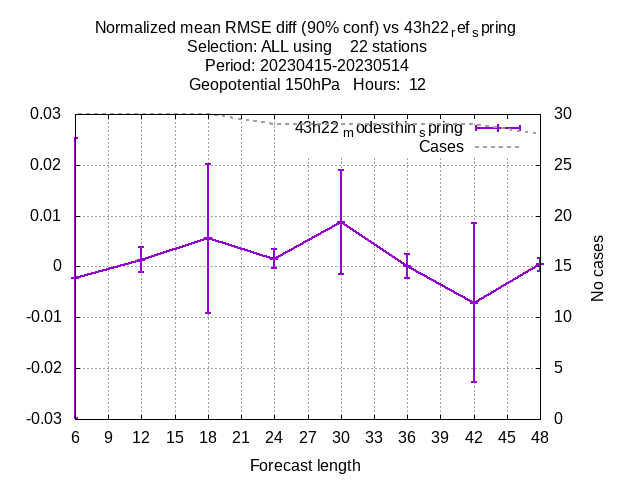 Normalized mean RMSE diff (90% conf) vs 43h22refspring
Selection: ALL using 22 stations
Period: 20230415-20230514
Geopotential 150hPa Hours: 12
43h22modesthinspring
Cases
0.03
0.02
0.01
0
-0.01
-0.02
-0.03
30
25
20
15
10
5
0
No cases
6 9 12 15 18 21 24 27 30 33 36 39 42 45 48
Forecast length